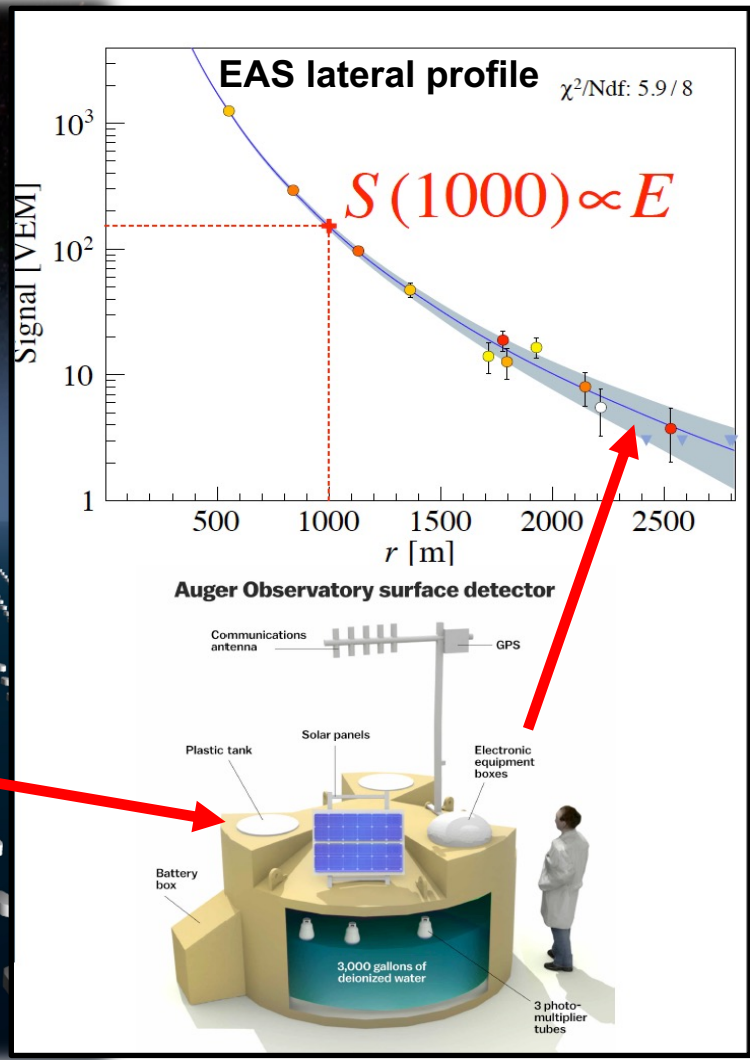 EAS lateral profile
χ²/Ndf: 5.9 / 8
S(1000)∝E
Signal [VEM]
10³
10²
10
1
500 1000 1500 2000 2500
r [m]
Auger Observatory surface detector
Communications
antenna
GPS
Solar panels
Plastic tank
Electronic
equipment
boxes
Battery
box
3,000 gallons of
deionized water
3 photo-
multiplier
tubes